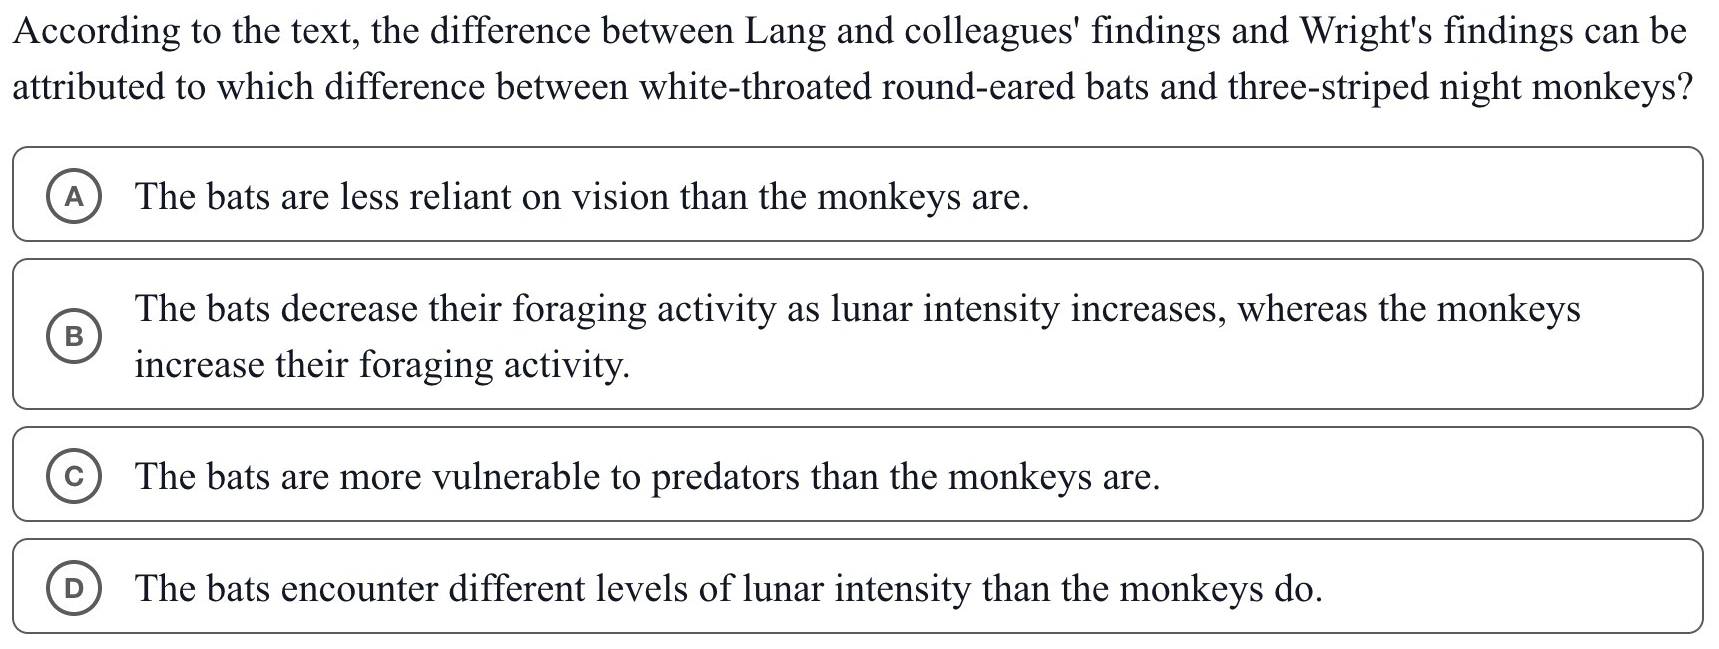 According to the text, the difference between Lang and colleagues' findings and Wright's findings can be
attributed to which difference between white-throated round-eared bats and three-striped night monkeys?
A The bats are less reliant on vision than the monkeys are.
B The bats decrease their foraging activity as lunar intensity increases, whereas the monkeys
increase their foraging activity.
C The bats are more vulnerable to predators than the monkeys are.
D The bats encounter different levels of lunar intensity than the monkeys do.